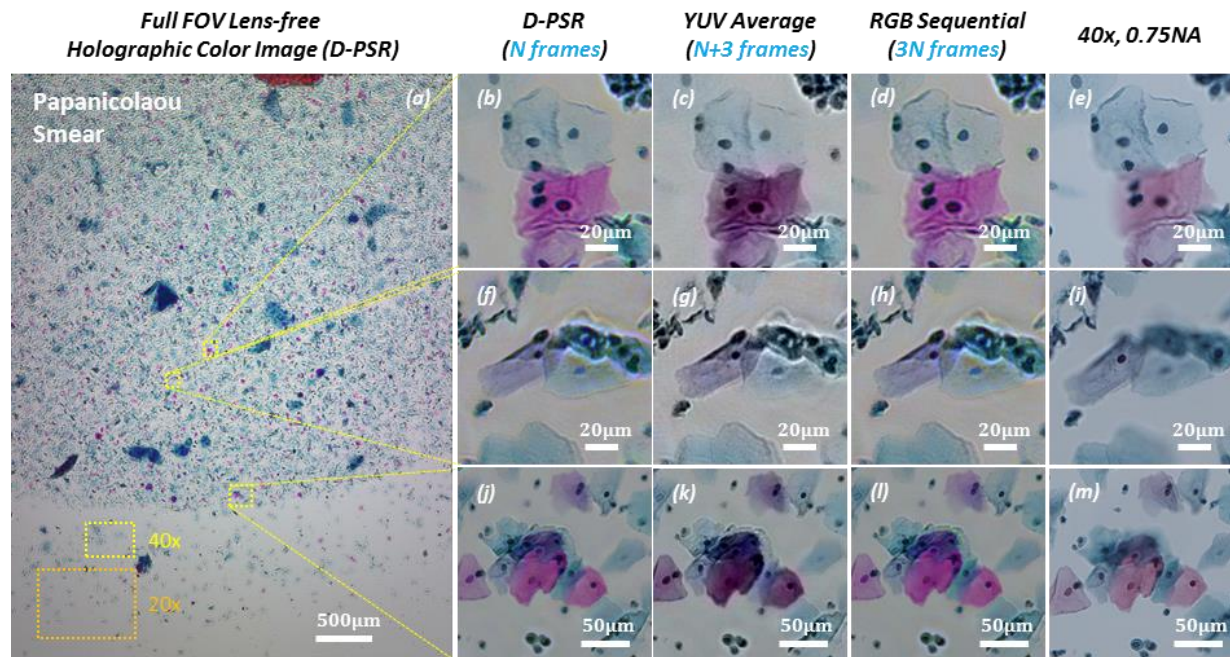 Full FOV Lens-free
Holographic Color Image (D-PSR)
D-PSR
(N frames)
YUV Average
(N+3 frames)
RGB Sequential
(3N frames)
40x, 0.75NA
Papanicolaou
Smear
(a)
40x
20x
500μm
(b)
20μm
(c)
20μm
(d)
20μm
(e)
20μm
(f)
20μm
(g)
20μm
(h)
20μm
(i)
20μm
(j)
50μm
(k)
50μm
(l)
50μm
(m)
50μm